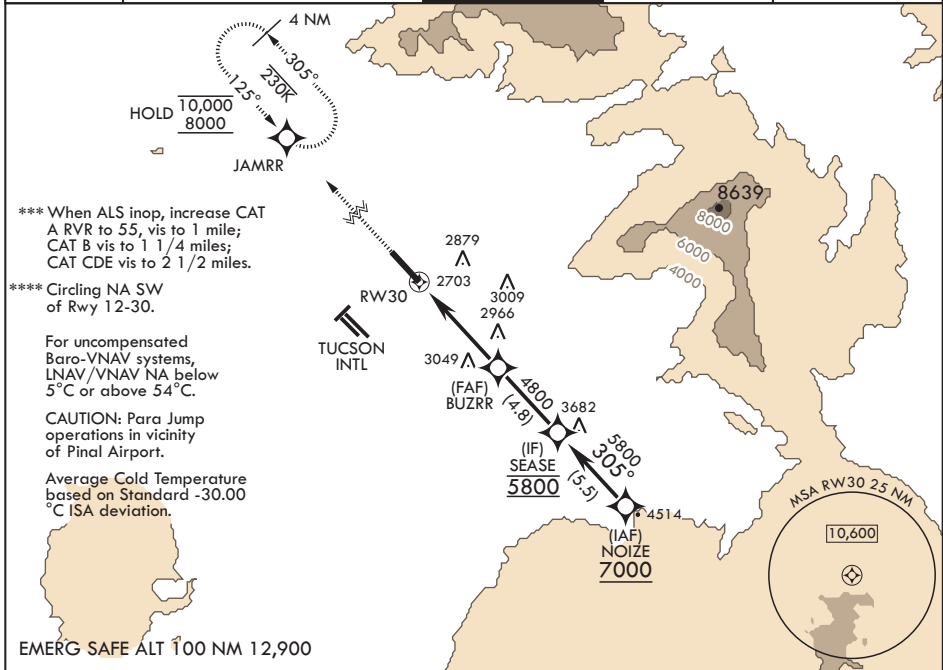 4 NM
305°
230K
125°
HOLD 10,000
8000
JAMRR
8639
8000
6000
4000
*** When ALS inop, increase CAT
A RVR to 55, vis to 1 mile;
CAT B vis to 1 1/4 miles;
CAT CDE vis to 2 1/2 miles.
**** Circling NA SW
of Rwy 12-30.
For uncompensated
Baro-VNAV systems,
LNAV/VNAV NA below
5°C or above 54°C.
CAUTION: Para Jump
operations in vicinity
of Pinal Airport.
Average Cold Temperature
based on Standard -30.00
°C ISA deviation.
2879
2703
RW30
3009
2966
TUCSON
INTL
3049
(FAF)
BUZRR
4800
(4.8)
3682
(IF)
SEASE
5800
5800
305°
(5.5)
4514
(IAF)
NOIZE
7000
MSA RW30 25 NM
10,600
EMERG SAFE ALT 100 NM 12,900